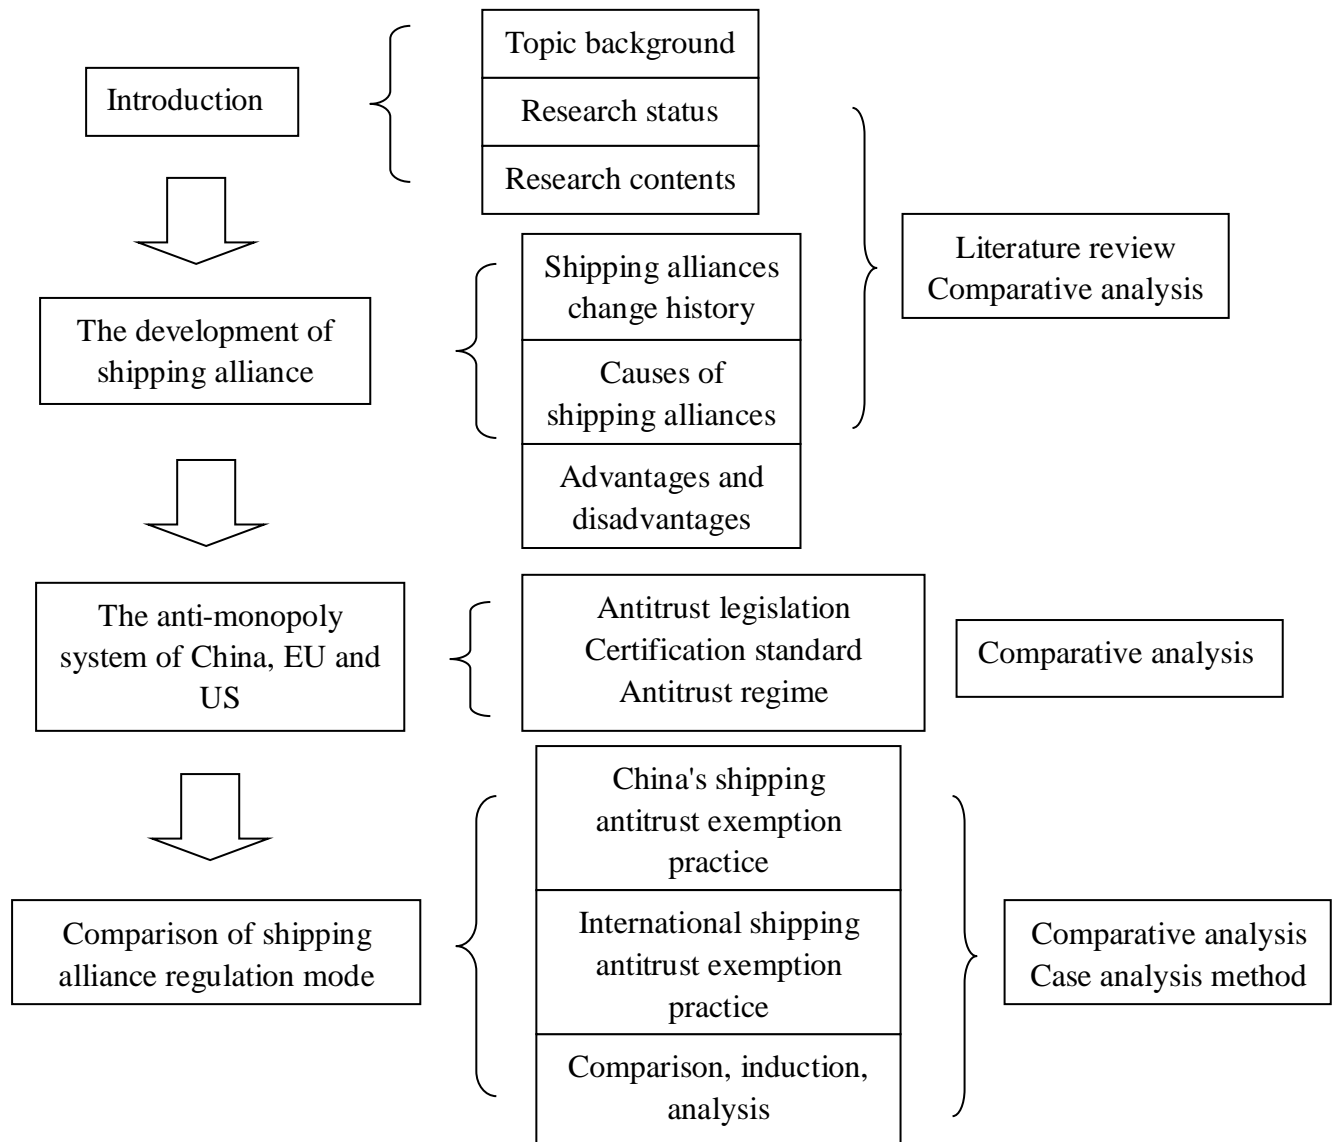 Introduction
Topic background
Research status
Research contents
The development of
shipping alliance
Shipping alliances
change history
Causes of
shipping alliances
Advantages and
disadvantages
Literature review
Comparative analysis
The anti-monopoly
system of China, EU and
US
Antitrust legislation
Certification standard
Antitrust regime
Comparative analysis
Comparison of shipping
alliance regulation mode
China's shipping
antitrust exemption
practice
International shipping
antitrust exemption
practice
Comparison, induction,
analysis
Comparative analysis
Case analysis method